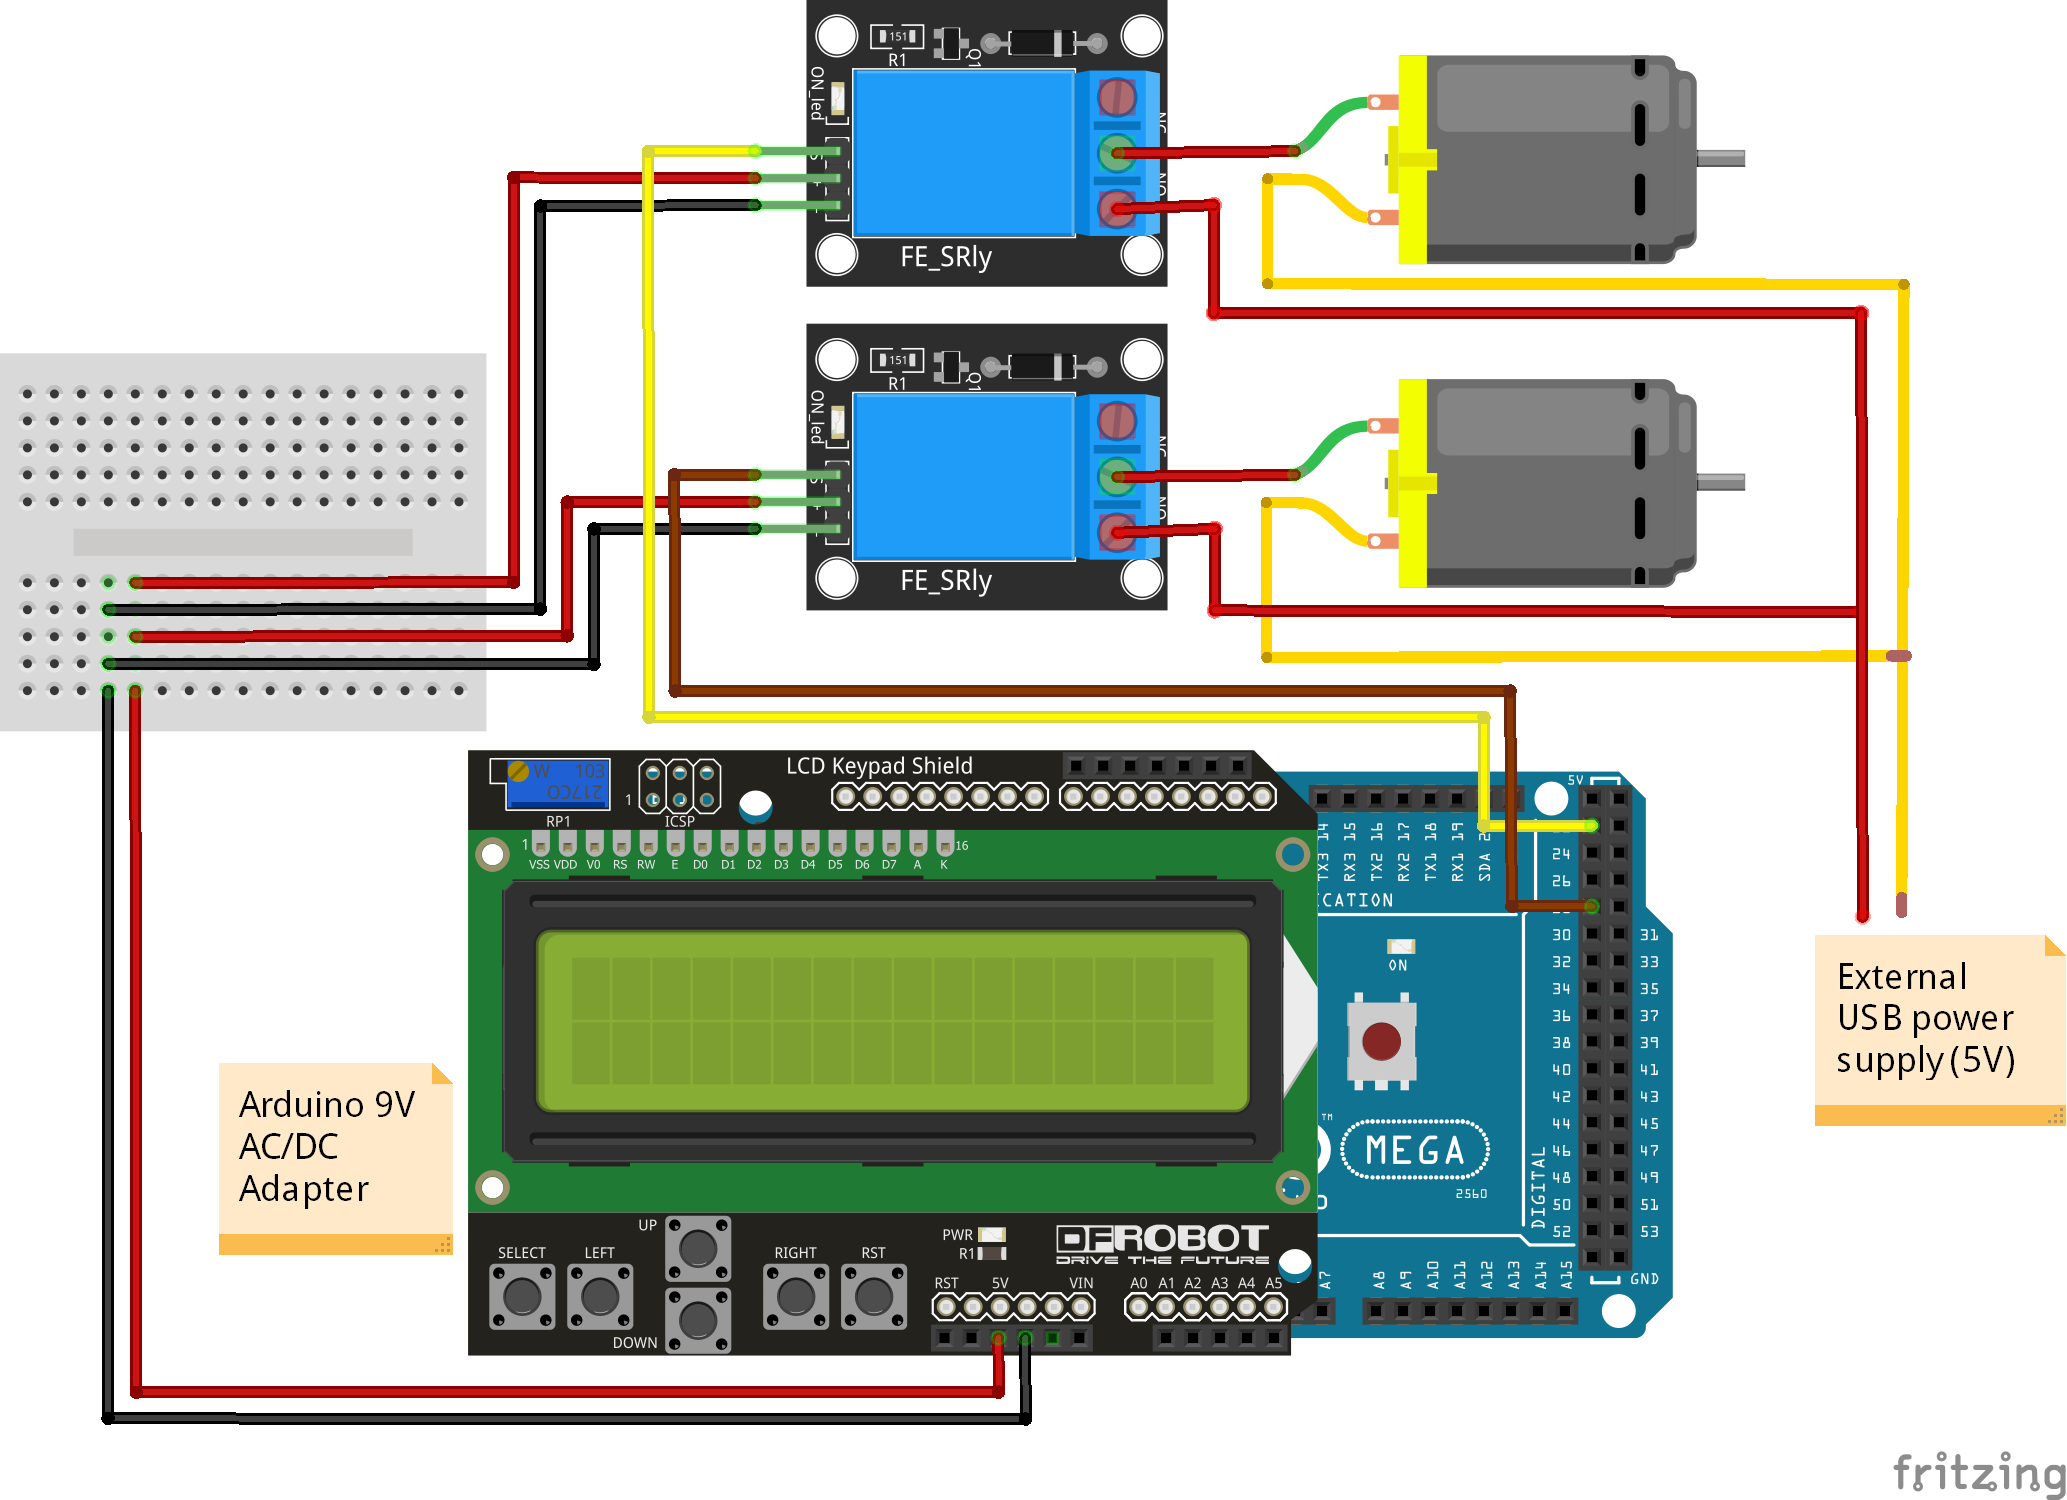 151
R1
Q1
ON_led
NC
NO
FE_SRly
151
R1
Q1
ON_led
NC
NO
FE_SRly
LCD Keypad Shield
W 103
217CO
RP1
1
ICSP
1
VSS VDD V0 RS RW E D0 D1 D2 D3 D4 D5 D6 D7 A K
16
5V
TX3 14
RX3 15
TX2 16
RX2 17
TX1 18
RX1 19
SDA
ICATION
24
26
30 31
32 33
34 35
36 37
38 39
40 41
42 43
44 45
46 47
48 49
50 51
52 53
GND
DIGITAL
ON
TM
MEGA
2560
External
USB power
supply (5V)
Arduino 9V
AC/DC
Adapter
SELECT
LEFT
UP
DOWN
RIGHT
RST
PWR
R1
DFROBOT
DRIVE THE FUTURE
RST 5V VIN
A0 A1 A2 A3 A4 A5
A7
A8
A9
A10
A11
A12
A13
A14
A15
fritzing